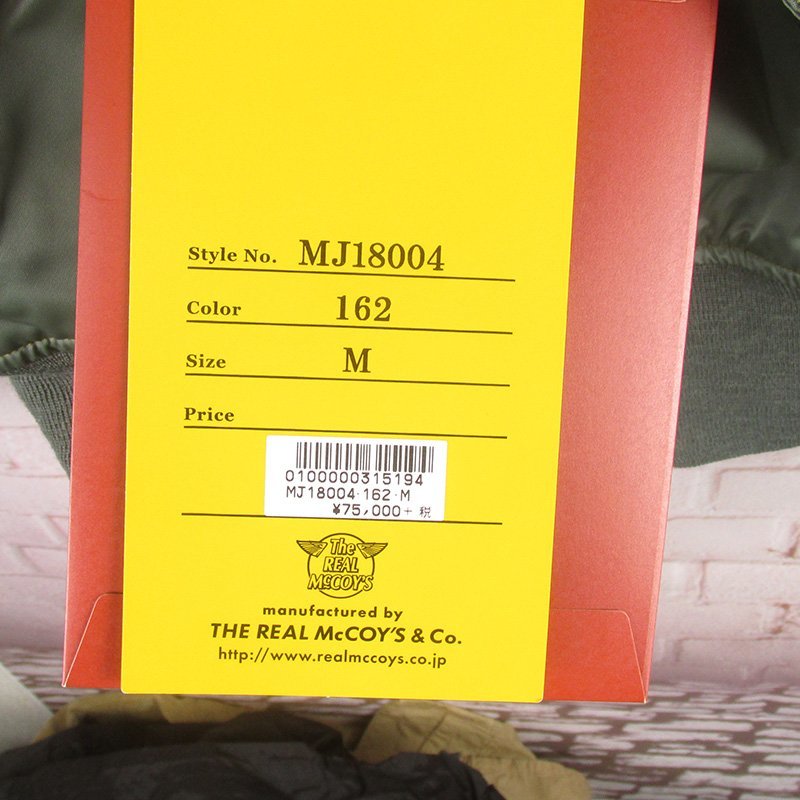 Style No. MJ18004
Color 162
Size M
Price
0100000315194
MJ18004-162-M
¥75,000+ 税
The
REAL
McCOY'S
manufactured by
THE REAL McCOY'S & Co.
http://www.realmccoys.co.jp